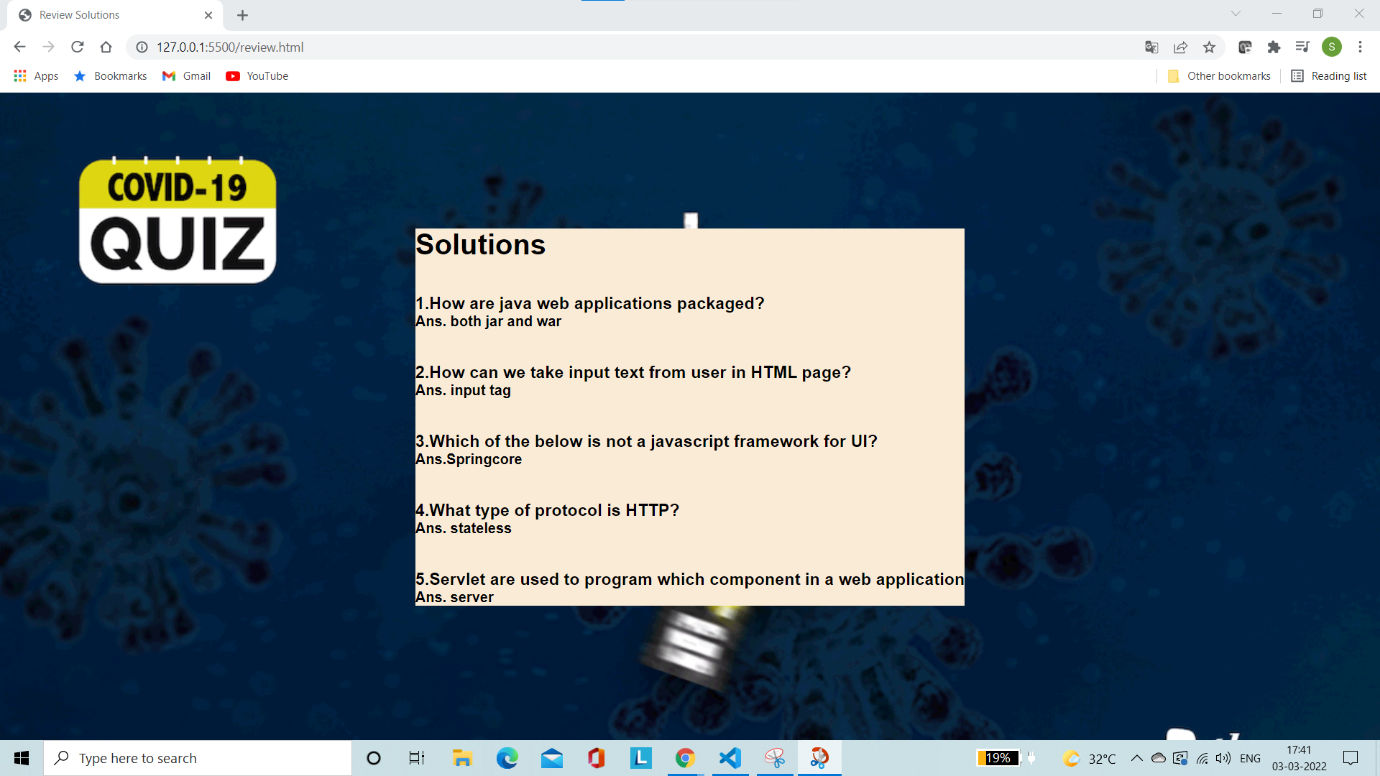 Review Solutions
127.0.0.1:5500/review.html
S
Apps
Bookmarks
Gmail
YouTube
Other bookmarks
Reading list
COVID-19
QUIZ
Solutions
1.How are java web applications packaged?
Ans. both jar and war
2.How can we take input text from user in HTML page?
Ans. input tag
3.Which of the below is not a javascript framework for UI?
Ans.Springcore
4.What type of protocol is HTTP?
Ans. stateless
5.Servlet are used to program which component in a web application
Ans. server
Type here to search
L
19%
32°C
ENG
17:41
03-03-2022